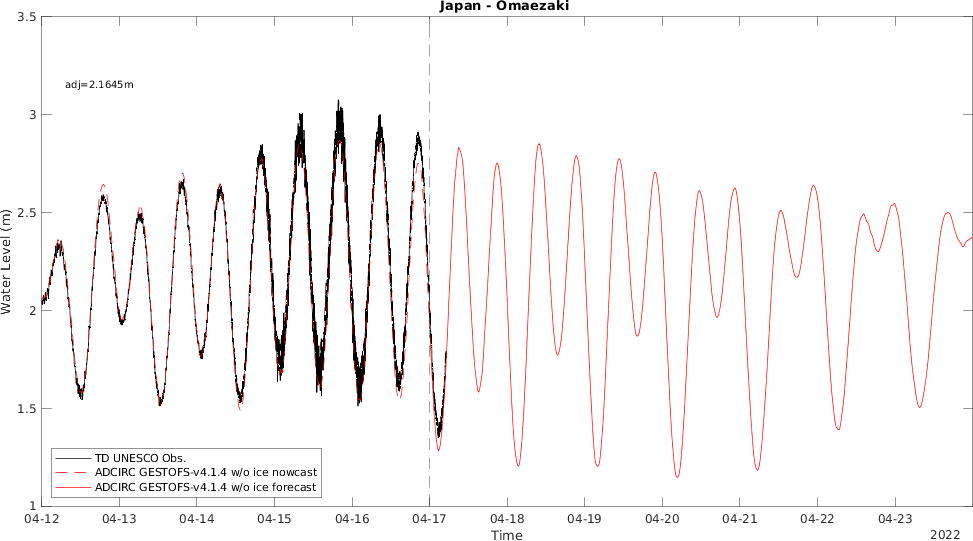 Japan - Omaezaki
3.5
adj=2.1645m
3
2.5
Water Level (m)
2
1.5
TD UNESCO Obs.
ADCIRC GESTOFS-v4.1.4 w/o ice nowcast
ADCIRC GESTOFS-v4.1.4 w/o ice forecast
1
04-12 04-13 04-14 04-15 04-16 04-17 04-18 04-19 04-20 04-21 04-22 04-23
Time
2022